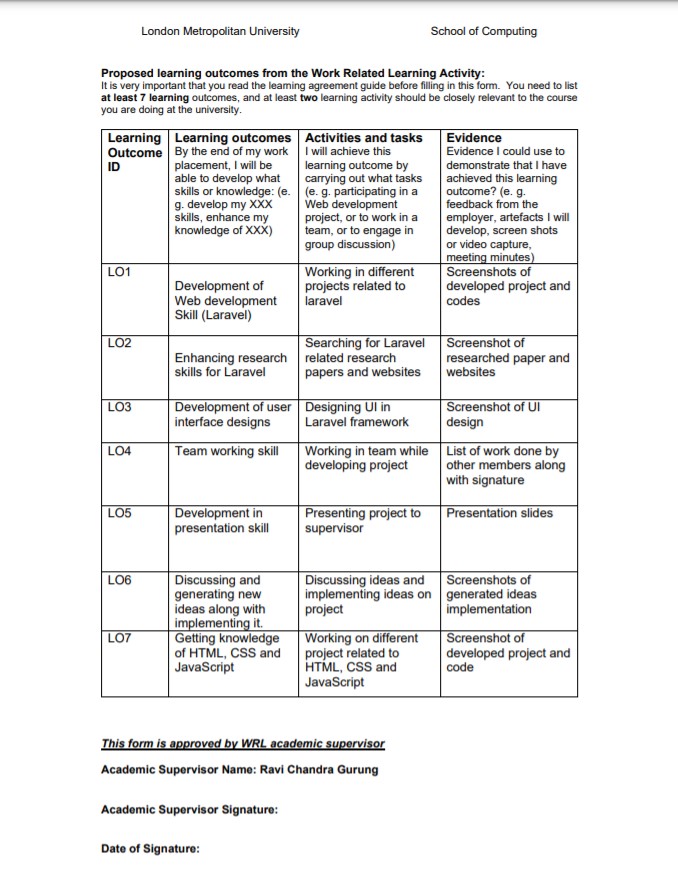 London Metropolitan University School of Computing
Proposed learning outcomes from the Work Related Learning Activity:
It is very important that you read the learning agreement guide before filling in this form. You need to list
at least 7 learning outcomes, and at least two learning activity should be closely relevant to the course
you are doing at the university.
Learning
Outcome
ID
Learning outcomes
By the end of my work
placement, I will be
able to develop what
skills or knowledge: (e.
g. develop my XXX
skills, enhance my
knowledge of XXX)
Activities and tasks
I will achieve this
learning outcome by
carrying out what tasks
(e. g. participating in a
Web development
project, or to work in a
team, or to engage in
group discussion)
Evidence
Evidence I could use to
demonstrate that I have
achieved this learning
outcome? (e. g.
feedback from the
employer, artefacts I will
develop, screen shots
or video capture,
meeting minutes)
LO1
Development of
Web development
Skill (Laravel)
Working in different
projects related to
laravel
Screenshots of
developed project and
codes
LO2
Enhancing research
skills for Laravel
Searching for Laravel
related research
papers and websites
Screenshot of
researched paper and
websites
LO3
Development of user
interface designs
Designing UI in
Laravel framework
Screenshot of UI
design
LO4
Team working skill
Working in team while
developing project
List of work done by
other members along
with signature
LO5
Development in
presentation skill
Presenting project to
supervisor
Presentation slides
LO6
Discussing and
generating new
ideas along with
implementing it.
Discussing ideas and
implementing ideas on
project
Screenshots of
generated ideas
implementation
LO7
Getting knowledge
of HTML, CSS and
JavaScript
Working on different
project related to
HTML, CSS and
JavaScript
Screenshot of
developed project and
code
This form is approved by WRL academic supervisor
Academic Supervisor Name: Ravi Chandra Gurung
Academic Supervisor Signature:
Date of Signature: